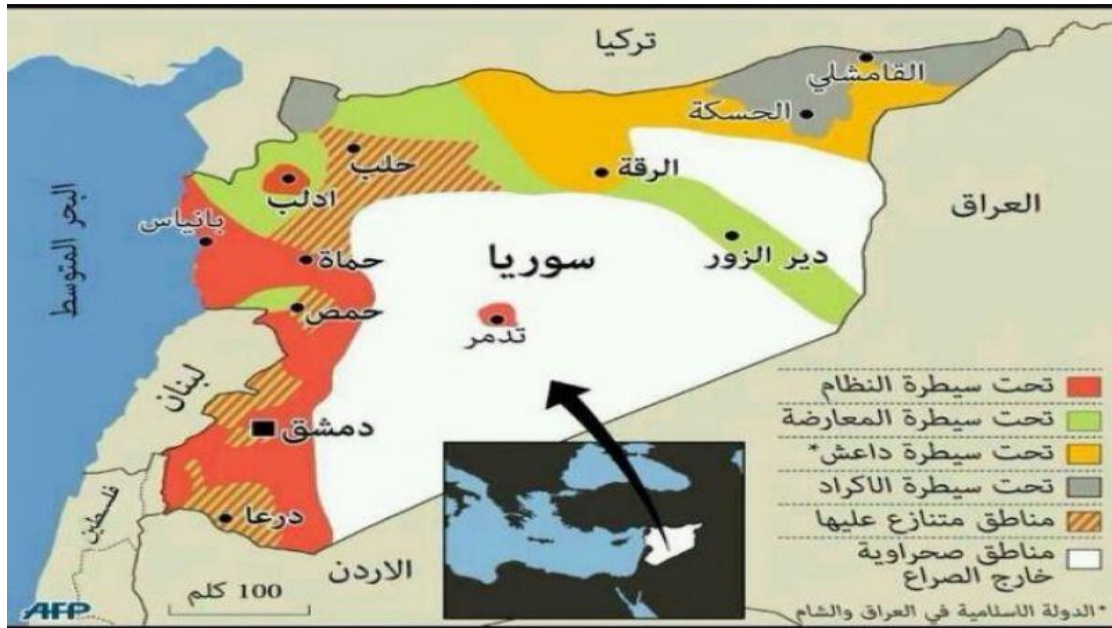 تركيا
القامشلي
الحسكة
حلب
الرقة
ادلب
العراق
بانياس
البحر المتوسط
سوريا
دير الزور
حماة
حمص
تدمر
لبنان
دمشق
فلسطين
درعا
الاردن
100 كلم
تحت سيطرة النظام
تحت سيطرة المعارضة
تحت سيطرة داعش*
تحت سيطرة الاكراد
مناطق متنازع عليها
مناطق صحراوية
خارج الصراع
*الدولة الاسلامية في العراق والشام
AFP